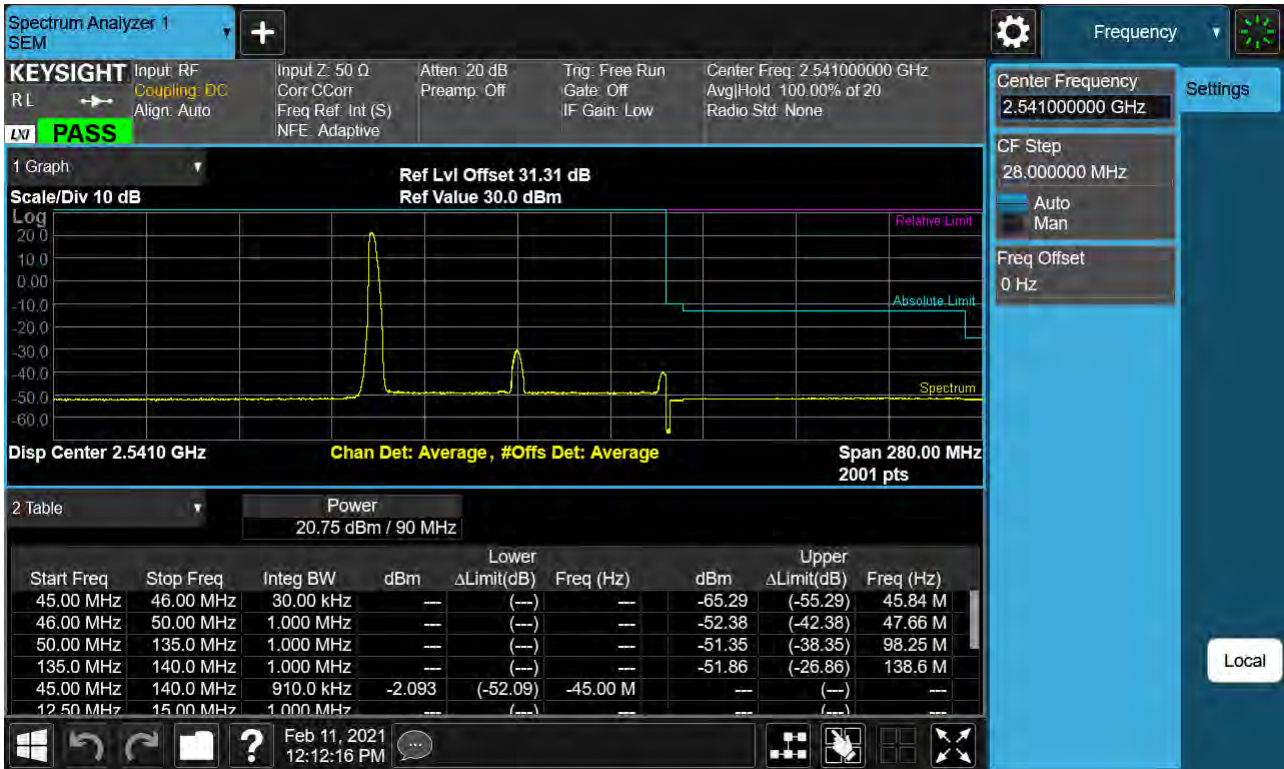 Spectrum Analyzer 1
SEM
Frequency
KEYSIGHT
Input: RF
Coupling: DC
Align: Auto
Input Z: 50 Ω
Corr CCorr
Freq Ref: Int (S)
NFE: Adaptive
Atten: 20 dB
Preamp: Off
Trig: Free Run
Gate: Off
IF Gain: Low
Center Freq: 2.541000000 GHz
Avg|Hold: 100.00% of 20
Radio Std: None
R L
LXI
PASS
Center Frequency
2.541000000 GHz
Settings
CF Step
28.000000 MHz
Auto
Man
Freq Offset
0 Hz
Local
1 Graph
Scale/Div 10 dB
Ref Lvl Offset 31.31 dB
Ref Value 30.0 dBm
Log
20.0
10.0
0.00
-10.0
-20.0
-30.0
-40.0
-50.0
-60.0
Relative Limit
Absolute Limit
Spectrum
Disp Center 2.5410 GHz
Chan Det: Average, #Offs Det: Average
Span 280.00 MHz
2001 pts
2 Table
Power
20.75 dBm / 90 MHz
Lower Upper
Start Freq Stop Freq Integ BW dBm ΔLimit(dB) Freq (Hz) dBm ΔLimit(dB) Freq (Hz)
45.00 MHz 46.00 MHz 30.00 kHz --- (---) --- -65.29 (-55.29) 45.84 M
46.00 MHz 50.00 MHz 1.000 MHz --- (---) --- -52.38 (-42.38) 47.66 M
50.00 MHz 135.0 MHz 1.000 MHz --- (---) --- -51.35 (-38.35) 98.25 M
135.0 MHz 140.0 MHz 1.000 MHz --- (---) --- -51.86 (-26.86) 138.6 M
45.00 MHz 140.0 MHz 910.0 kHz -2.093 (-52.09) -45.00 M --- (---) ---
12.50 MHz 15.00 MHz 1.000 MHz --- (---) --- --- (---) ---
?
Feb 11, 2021
12:12:16 PM